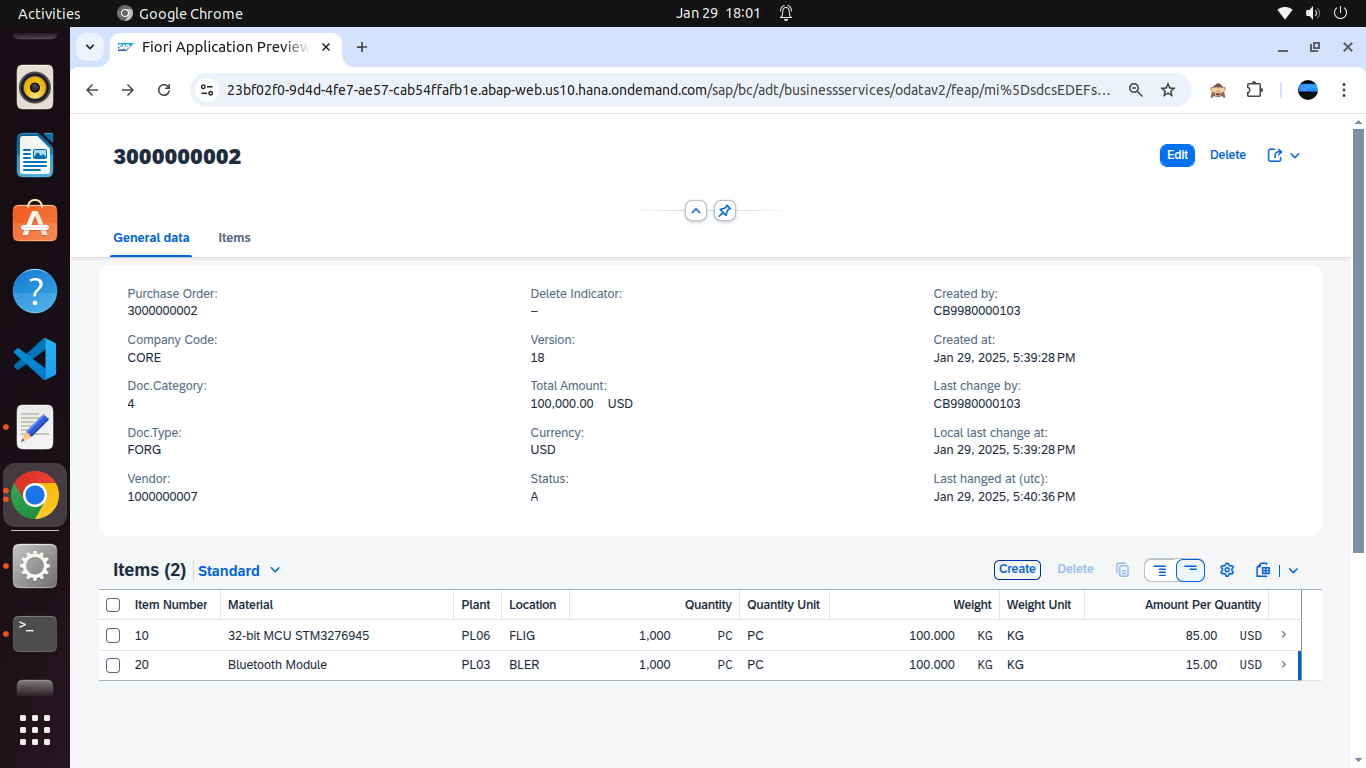 Activities
Google Chrome
Jan 29 18:01
Fiori Application Preview
23bf02f0-9d4d-4fe7-ae57-cab54ffafb1e.abap-web.us10.hana.ondemand.com/sap/bc/adt/businessservices/odatav2/feap/mi%5DsdcsEDEFs...
3000000002
Edit
Delete
General data
Items
Purchase Order:
3000000002
Company Code:
CORE
Doc.Category:
4
Doc.Type:
FORG
Vendor:
1000000007
Delete Indicator:
–
Version:
18
Total Amount:
100,000.00 USD
Currency:
USD
Status:
A
Created by:
CB9980000103
Created at:
Jan 29, 2025, 5:39:28 PM
Last change by:
CB9980000103
Local last change at:
Jan 29, 2025, 5:39:28 PM
Last hanged at (utc):
Jan 29, 2025, 5:40:36 PM
Items (2) Standard
Create
Delete
Item Number Material Plant Location Quantity Quantity Unit Weight Weight Unit Amount Per Quantity
10 32-bit MCU STM3276945 PL06 FLIG 1,000 PC PC 100.000 KG KG 85.00 USD
20 Bluetooth Module PL03 BLER 1,000 PC PC 100.000 KG KG 15.00 USD